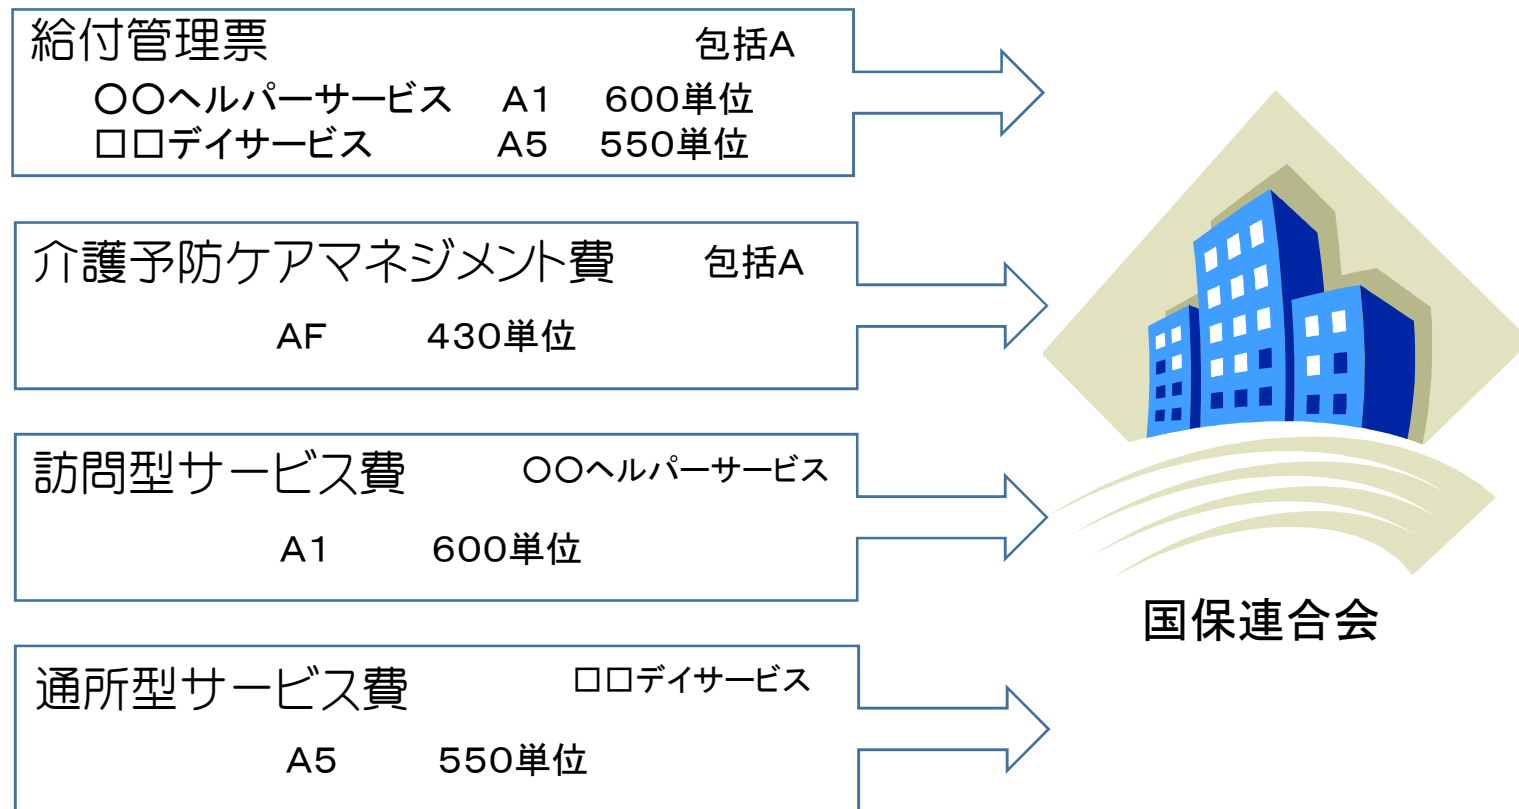 給付管理票 包括A
○○ヘルパーサービス A1 600単位
□□デイサービス A5 550単位
介護予防ケアマネジメント費 包括A
AF 430単位
訪問型サービス費 ○○ヘルパーサービス
A1 600単位
通所型サービス費 □□デイサービス
A5 550単位
国保連合会